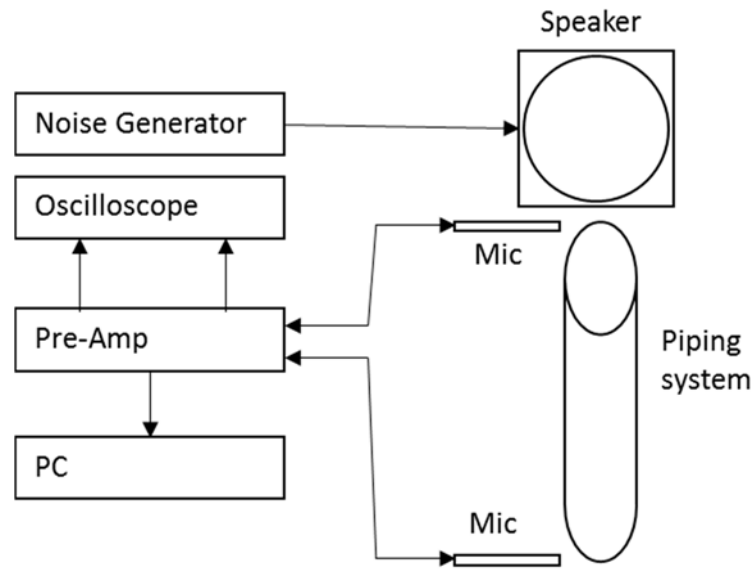 Speaker
Noise Generator
Oscilloscope
Mic
Pre-Amp
Piping
system
PC
Mic